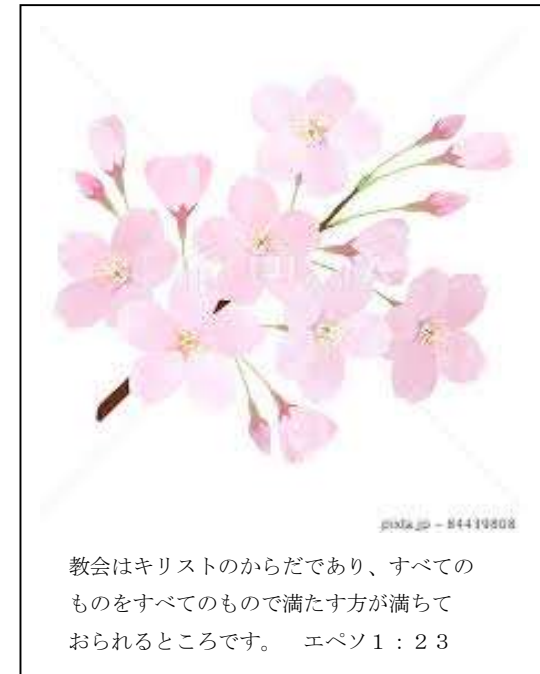 pixta.jp - 84419808
教会はキリストのからだであり、すべての
ものをすべてのもので満たす方が満ちて
おられるところです。　エペソ１：２３